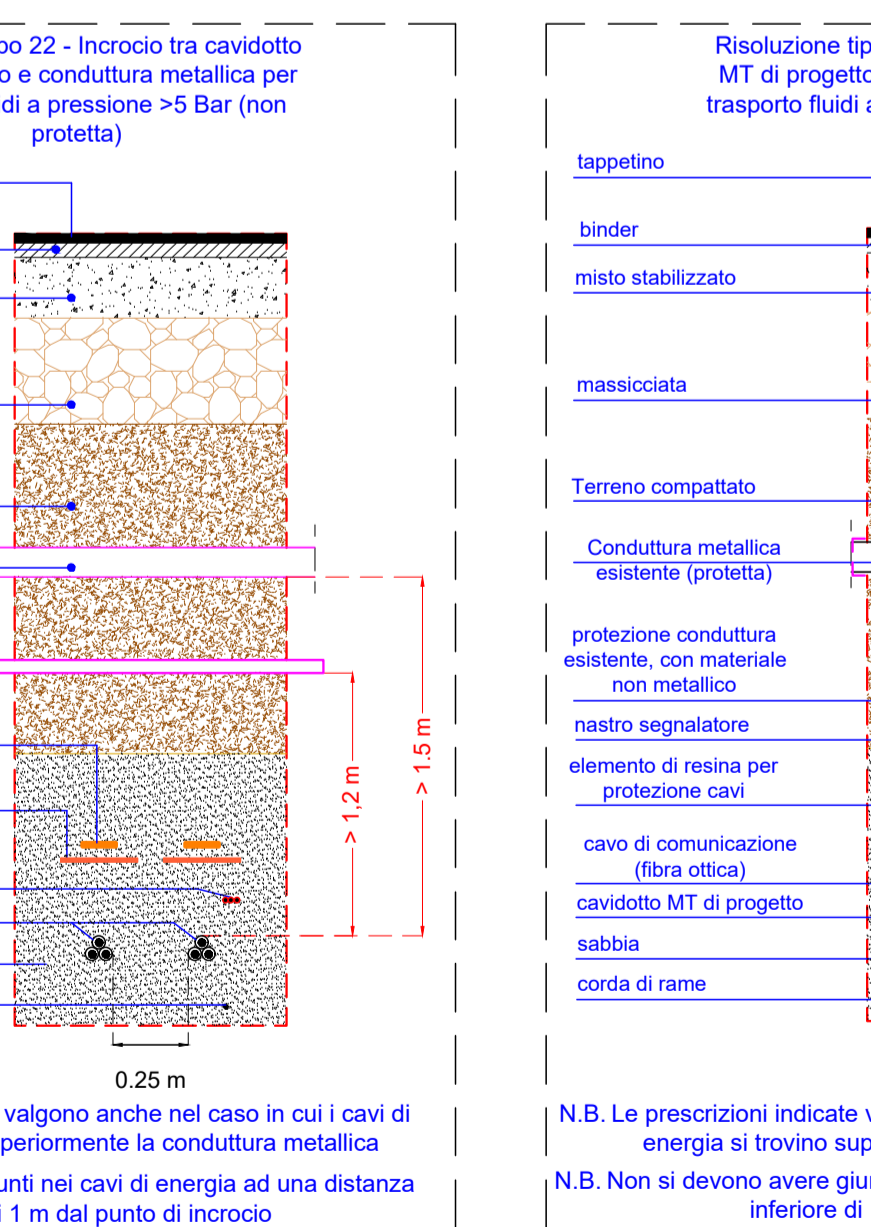 po 22 - Incrocio tra cavidotto
o e conduttura metallica per
di a pressione >5 Bar (non
protetta)
> 1,2 m
> 1.5 m
0.25 m
valgono anche nel caso in cui i cavi di
periormente la conduttura metallica
unti nei cavi di energia ad una distanza
i 1 m dal punto di incrocio
Risoluzione tip
MT di progetto
trasporto fluidi a
tappetino
binder
misto stabilizzato
massicciata
Terreno compattato
Conduttura metallica
esistente (protetta)
protezione conduttura
esistente, con materiale
non metallico
nastro segnalatore
elemento di resina per
protezione cavi
cavo di comunicazione
(fibra ottica)
cavidotto MT di progetto
sabbia
corda di rame
N.B. Le prescrizioni indicate v
energia si trovino sup
N.B. Non si devono avere giun
inferiore di